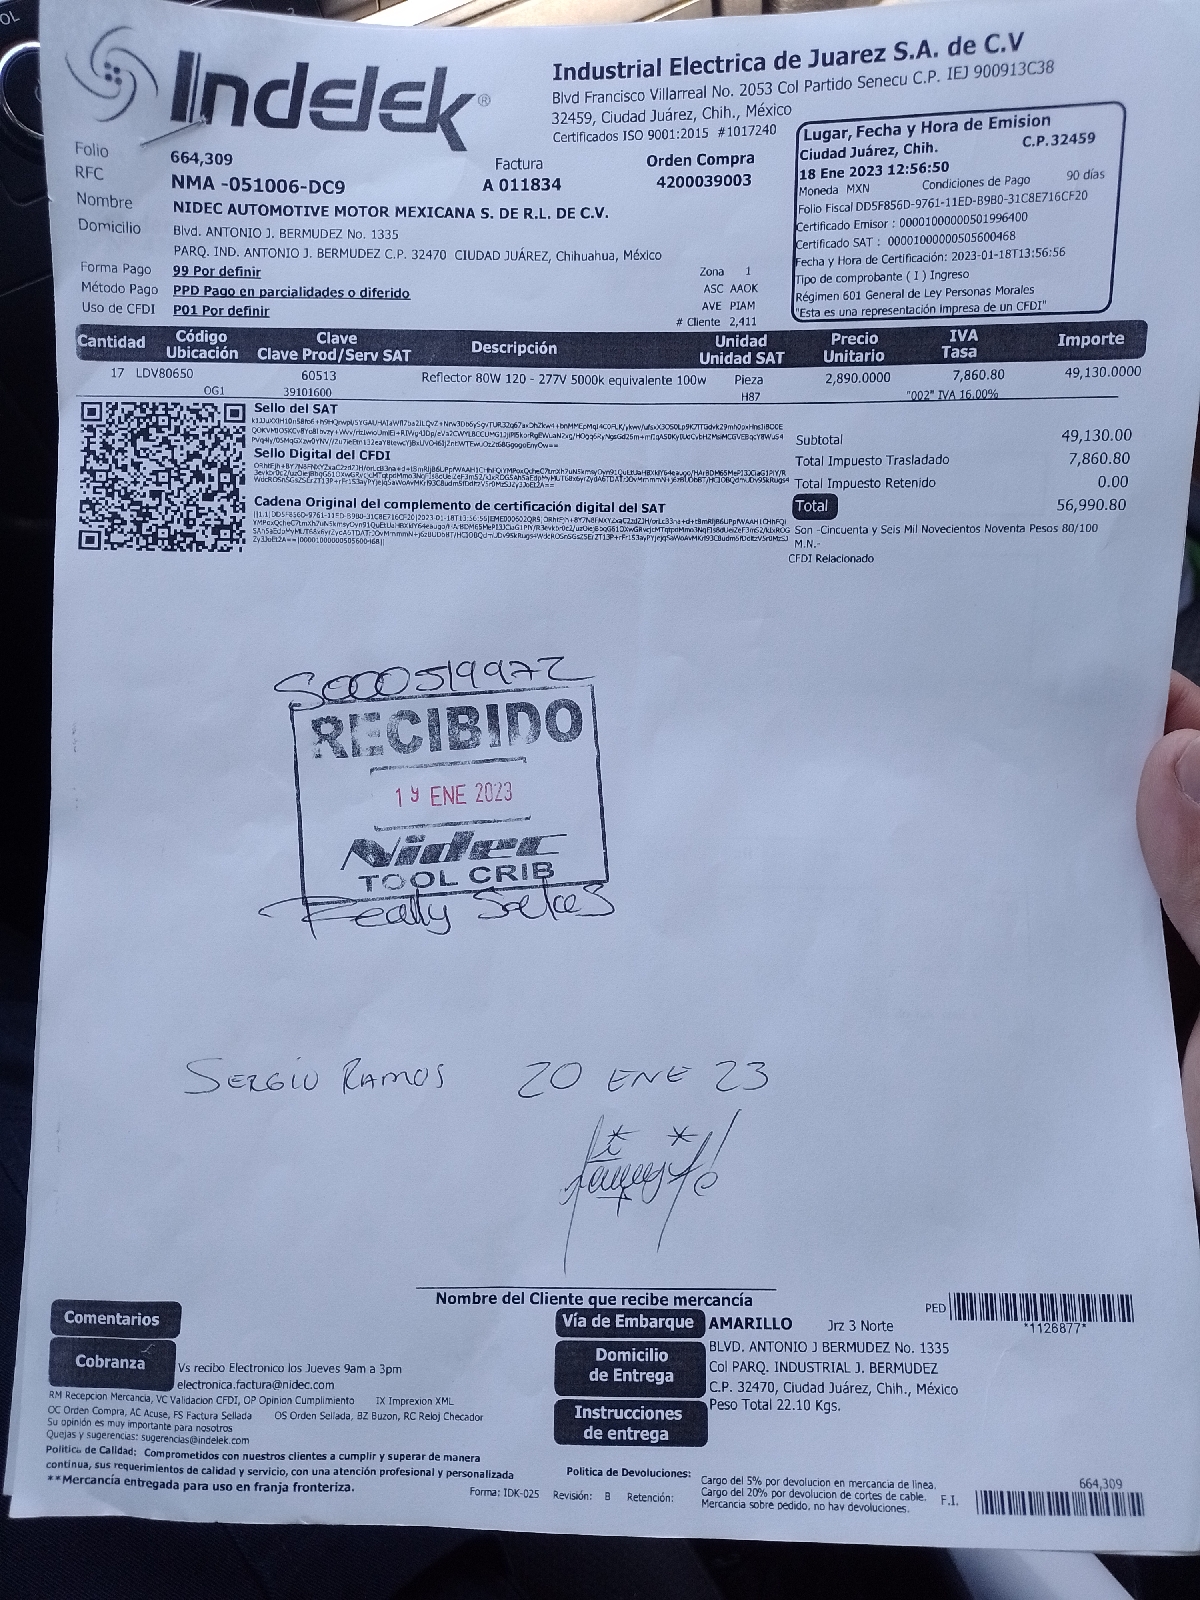 OL
Indelek®
Industrial Electrica de Juarez S.A. de C.V
Blvd Francisco Villarreal No. 2053 Col Partido Senecu C.P. IEJ 900913C38
32459, Ciudad Juárez, Chih., México
Certificados ISO 9001:2015 #1017240
Lugar, Fecha y Hora de Emision
Ciudad Juárez, Chih. C.P.32459
18 Ene 2023 12:56:50
Moneda MXN Condiciones de Pago 90 días
Folio Fiscal DD5F856D-9761-11ED-B9B0-31C8E716CF20
Certificado Emisor : 00001000000501996400
Certificado SAT : 00001000000505600468
Fecha y Hora de Certificación: 2023-01-18T13:56:56
Tipo de comprobante ( I ) Ingreso
Régimen 601 General de Ley Personas Morales
"Esta es una representación impresa de un CFDI"
Folio 664,309 Factura Orden Compra
RFC NMA -051006-DC9 A 011834 4200039003
Nombre NIDEC AUTOMOTIVE MOTOR MEXICANA S. DE R.L. DE C.V.
Domicilio Blvd. ANTONIO J. BERMUDEZ No. 1335
PARQ. IND. ANTONIO J. BERMUDEZ C.P. 32470 CIUDAD JUÁREZ, Chihuahua, México
Forma Pago 99 Por definir Zona 1
Método Pago PPD Pago en parcialidades o diferido ASC AAOK
Uso de CFDI P01 Por definir AVE PIAM
# Cliente 2,411
Cantidad Código Ubicación Clave Clave Prod/Serv SAT Descripción Unidad Unidad SAT Precio Unitario IVA Tasa Importe
17 LDV80650 60513 Reflector 80W 120 - 277V 5000k equivalente 100w Pieza 2,890.0000 7,860.80 49,130.0000
OG1 39101600 H87 "002" IVA 16.00%
Sello del SAT
Sello Digital del CFDI
Cadena Original del complemento de certificación digital del SAT
Subtotal 49,130.00
Total Impuesto Trasladado 7,860.80
Total Impuesto Retenido 0.00
Total 56,990.80
Son -Cincuenta y Seis Mil Novecientos Noventa Pesos 80/100
M.N.-
CFDI Relacionado
RECIBIDO
19 ENE 2023
Nidec
TOOL CRIB
SERGIO RAMOS 20 ENE 23
Nombre del Cliente que recibe mercancía
Comentarios
Cobranza
Vs recibo Electronico los Jueves 9am a 3pm
electronica.factura@nidec.com
RM Recepcion Mercancia, VC Validacion CFDI, OP Opinion Cumplimiento IX Imprexion XML
OC Orden Compra, AC Acuse, FS Factura Sellada OS Orden Sellada, BZ Buzon, RC Reloj Checador
Su opinión es muy importante para nosotros
Quejas y sugerencias: sugerencias@indelek.com
Politica de Calidad: Comprometidos con nuestros clientes a cumplir y superar de manera
continua, sus requerimientos de calidad y servicio, con una atención profesional y personalizada
**Mercancía entregada para uso en franja fronteriza.
Vía de Embarque AMARILLO Jrz 3 Norte
PED
*1126877*
Domicilio de Entrega
BLVD. ANTONIO J BERMUDEZ No. 1335
Col PARQ. INDUSTRIAL J. BERMUDEZ
C.P. 32470, Ciudad Juárez, Chih., México
Instrucciones de entrega
Peso Total 22.10 Kgs.
Forma: IDK-025 Revisión: B Retención:
Politica de Devoluciones: Cargo del 5% por devolucion en mercancia de linea.
Cargo del 20% por devolucion de cortes de cable.
Mercancia sobre pedido, no hay devoluciones.
F.I.
664,309